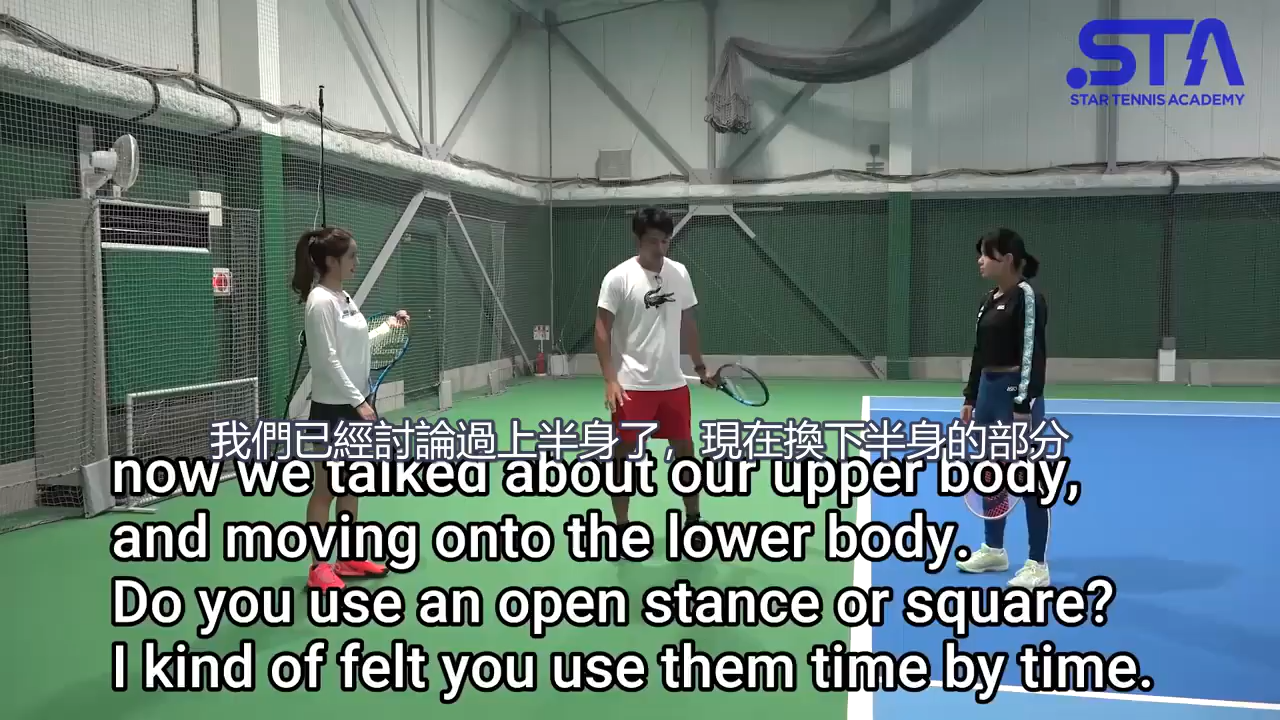 STA
STAR TENNIS ACADEMY
我們已經討論過上半身了，現在換下半身的部分
now we talked about our upper body,
and moving onto the lower body.
Do you use an open stance or square?
I kind of felt you use them time by time.